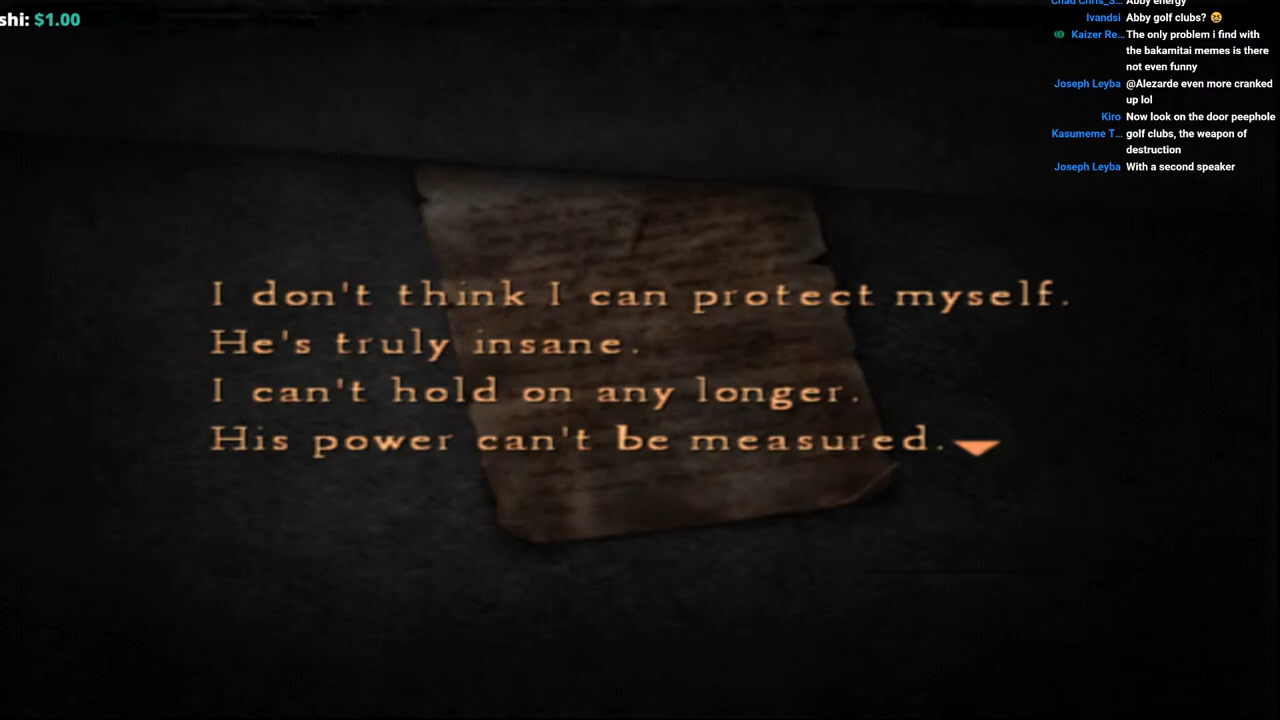 shi: $1.00
Chad Chris_S... Abby energy
Ivandsi Abby golf clubs? 😆
Kaizer Re... The only problem i find with
the bakamitai memes is there
not even funny
Joseph Leyba @Alezarde even more cranked
up lol
Kiro Now look on the door peephole
Kasumeme T... golf clubs, the weapon of
destruction
Joseph Leyba With a second speaker
I don't think I can protect myself.
He's truly insane.
I can't hold on any longer.
His power can't be measured.